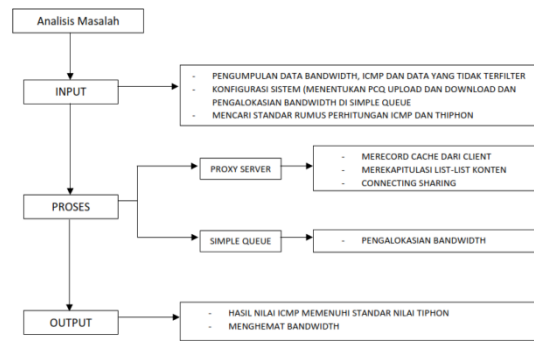 Analisis Masalah
INPUT
- PENGUMPULAN DATA BANDWIDTH, ICMP DAN DATA YANG TIDAK TERFILTER
- KONFIGURASI SISTEM (MENENTUKAN PCQ UPLOAD DAN DOWNLOAD DAN
PENGALOKASIAN BANDWIDTH DI SIMPLE QUEUE
- MENCARI STANDAR RUMUS PERHITUNGAN ICMP DAN THIPHON
PROSES
PROXY SERVER
- MERECORD CACHE DARI CLIENT
- MEREKAPITULASI LIST-LIST KONTEN
- CONNECTING SHARING
SIMPLE QUEUE
- PENGALOKASIAN BANDWIDTH
OUTPUT
- HASIL NILAI ICMP MEMENUHI STANDAR NILAI TIPHON
- MENGHEMAT BANDWIDTH